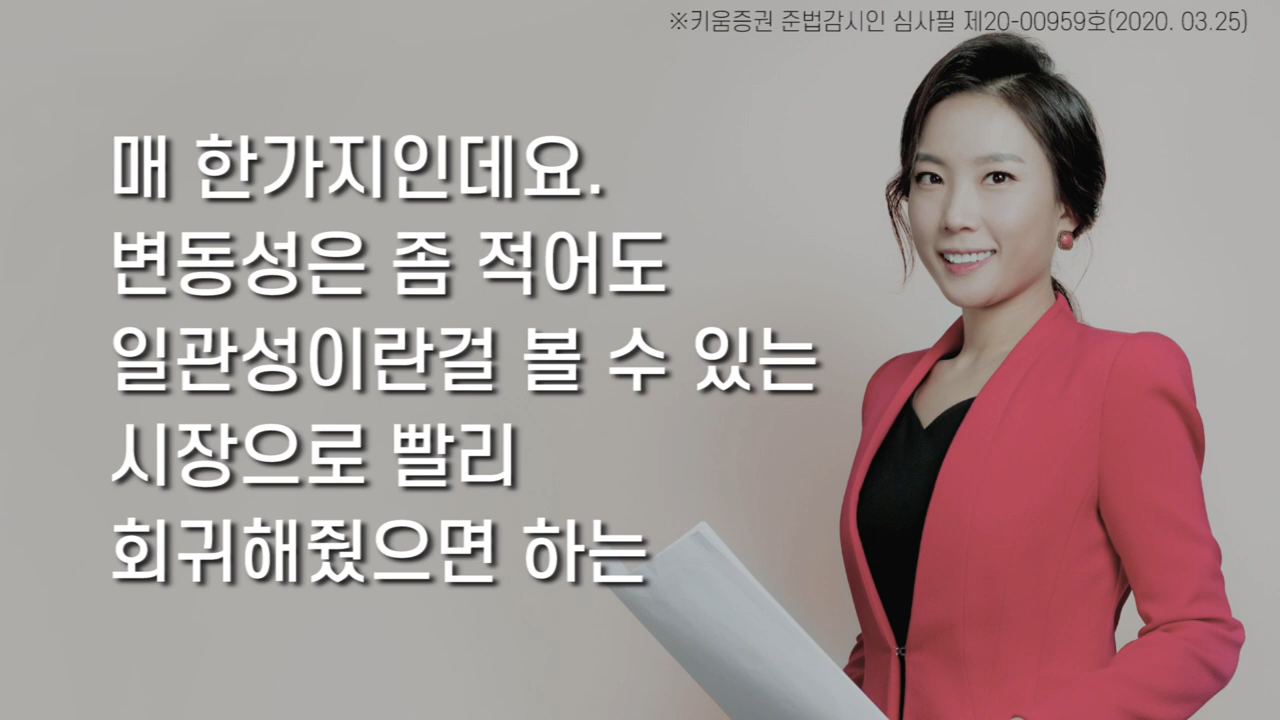 ※키움증권 준법감시인 심사필 제20-00959호(2020. 03.25)
매 한가지인데요.
변동성은 좀 적어도
일관성이란걸 볼 수 있는
시장으로 빨리
회귀해줬으면 하는